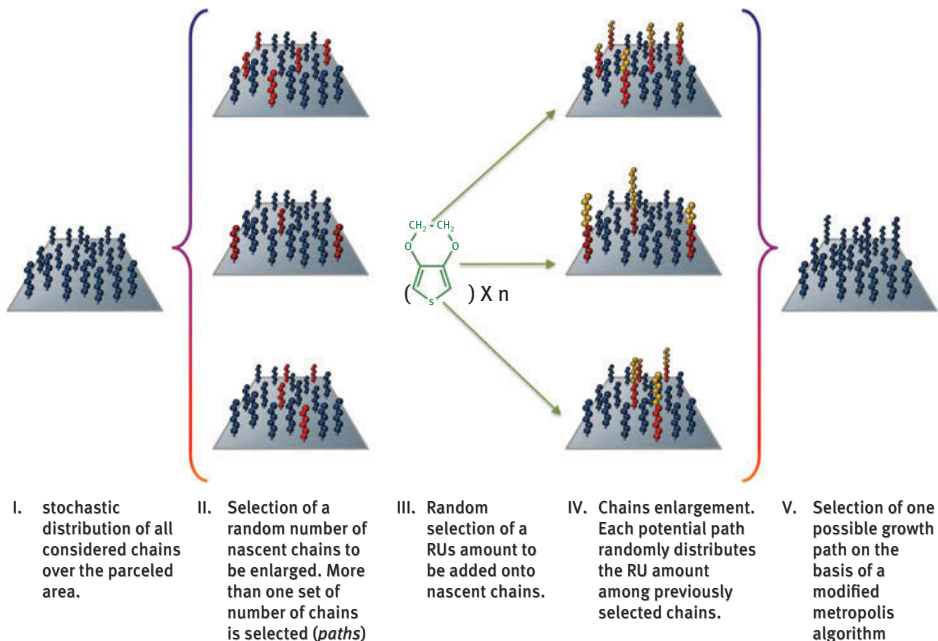 CH₂ - CH₂
O O
S
( ) X n
I. stochastic
distribution of all
considered chains
over the parceled
area.
II. Selection of a
random number of
nascent chains to
be enlarged. More
than one set of
number of chains
is selected (paths)
III. Random
selection of a
RUs amount to
be added onto
nascent chains.
IV. Chains enlargement.
Each potential path
randomly distributes
the RU amount
among previously
selected chains.
V. Selection of one
possible growth
path on the
basis of a
modified
metropolis
algorithm